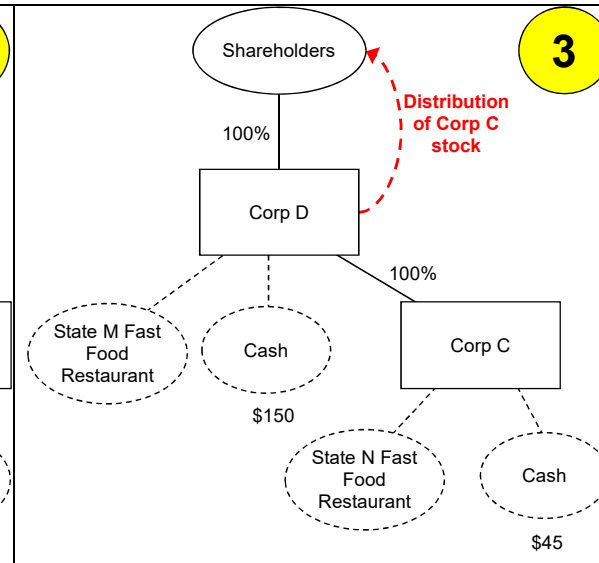 Shareholders
3
Distribution
of Corp C
stock
100%
Corp D
100%
State M Fast
Food
Restaurant
Cash
Corp C
$150
State N Fast
Food
Restaurant
Cash
$45